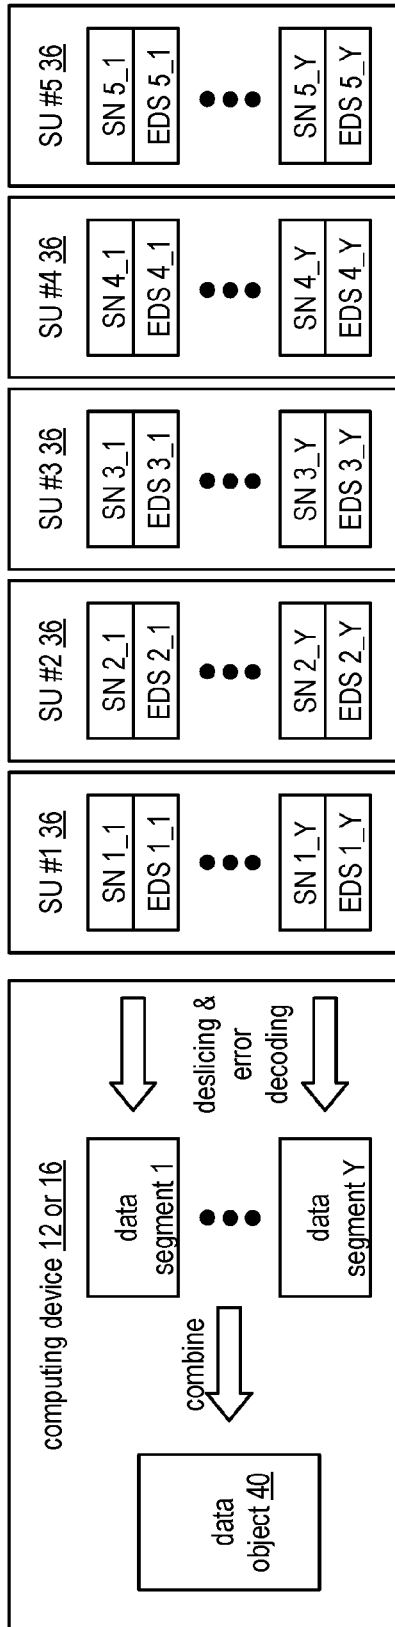 computing device 12 or 16
data
object 40
combine
data
segment 1
data
segment Y
deslicing &
error
decoding
SU #1 36
SN 1_1
EDS 1_1
SN 1_Y
EDS 1_Y
SU #2 36
SN 2_1
EDS 2_1
SN 2_Y
EDS 2_Y
SU #3 36
SN 3_1
EDS 3_1
SN 3_Y
EDS 3_Y
SU #4 36
SN 4_1
EDS 4_1
SN 4_Y
EDS 4_Y
SU #5 36
SN 5_1
EDS 5_1
SN 5_Y
EDS 5_Y